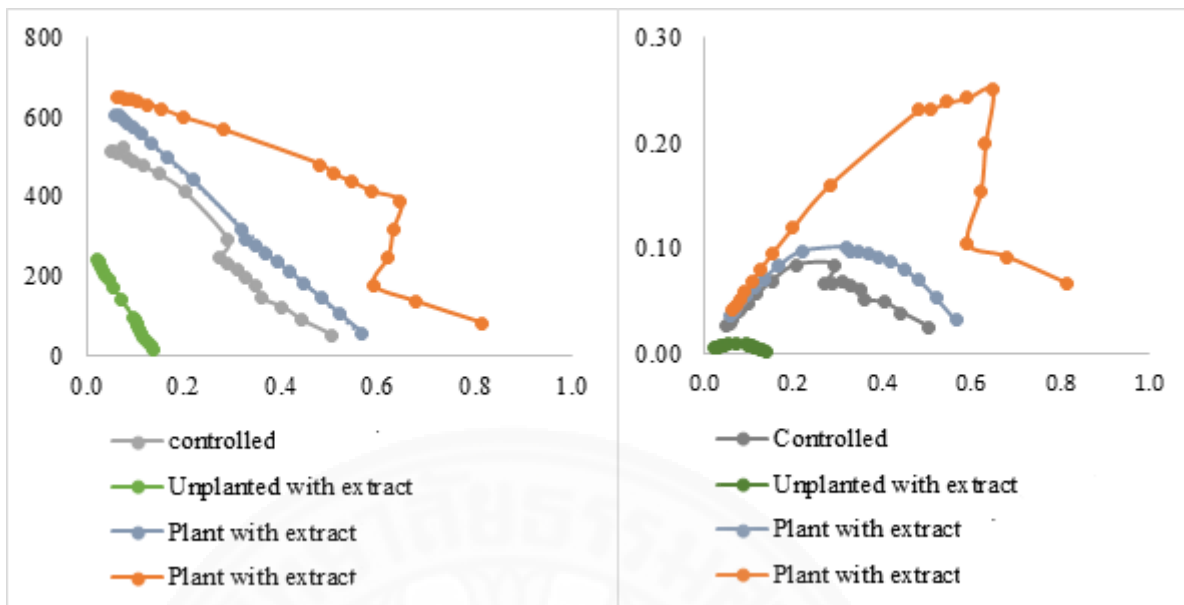 800
600
400
200
0
0.0 0.2 0.4 0.6 0.8 1.0
controlled
Unplanted with extract
Plant with extract
Plant with extract
0.30
0.20
0.10
0.00
0.0 0.2 0.4 0.6 0.8 1.0
Controlled
Unplanted with extract
Plant with extract
Plant with extract